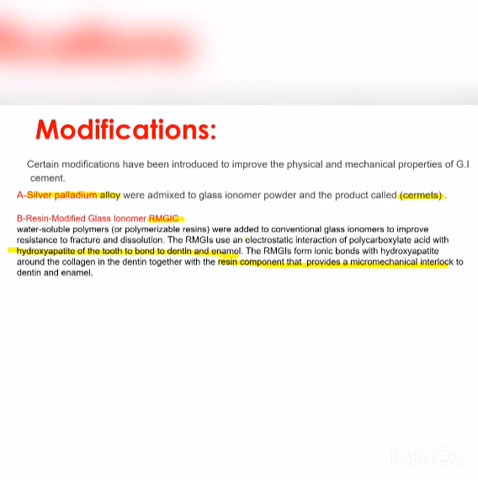 Modifications:
Certain modifications have been introduced to improve the physical and mechanical properties of G.I
cement.
A-Silver palladium alloy were admixed to glass ionomer powder and the product called (cermets) .
B-Resin-Modified Glass Ionomer RMGIC
water-soluble polymers (or polymerizable resins) were added to conventional glass ionomers to improve
resistance to fracture and dissolution. The RMGIs use an electrostatic interaction of polycarboxylate acid with
hydroxyapatite of the tooth to bond to dentin and enamel. The RMGIs form ionic bonds with hydroxyapatite
around the collagen in the dentin together with the resin component that provides a micromechanical interlock to
dentin and enamel.
InShOt